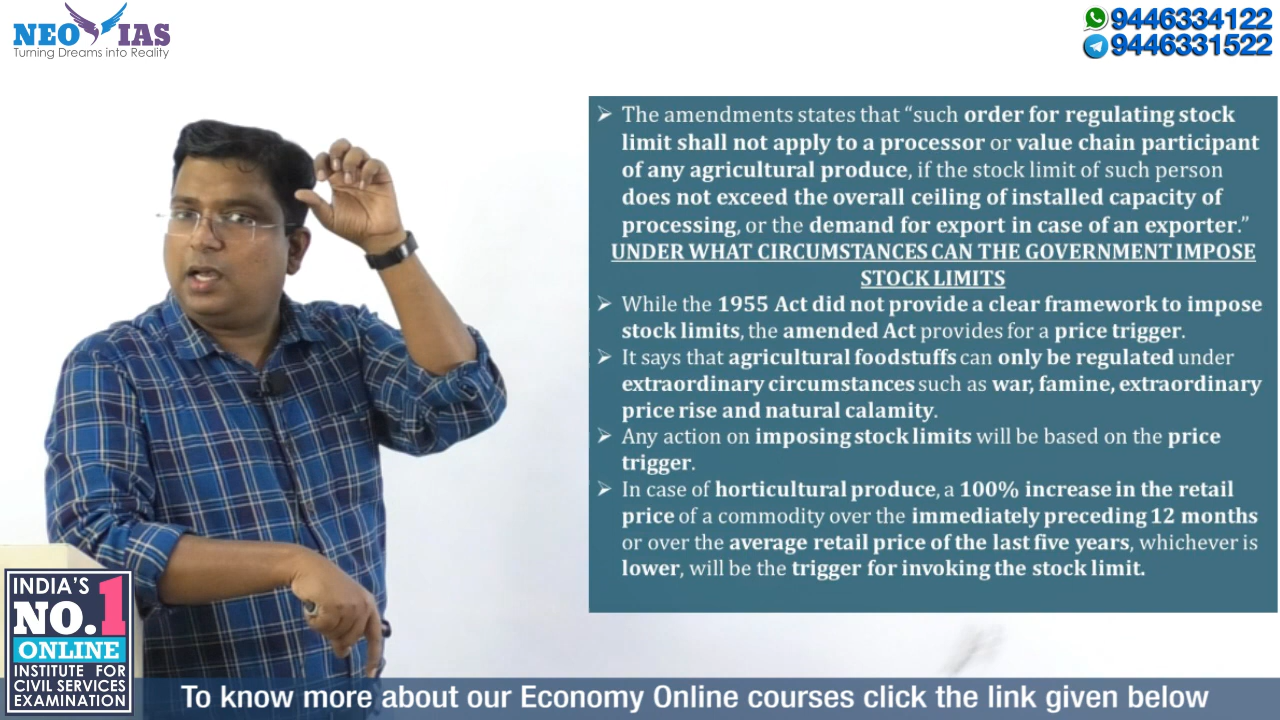 NEO IAS
Turning Dreams into Reality
9446334122
9446331522
➢ The amendments states that “such order for regulating stock
limit shall not apply to a processor or value chain participant
of any agricultural produce, if the stock limit of such person
does not exceed the overall ceiling of installed capacity of
processing, or the demand for export in case of an exporter.”
UNDER WHAT CIRCUMSTANCES CAN THE GOVERNMENT IMPOSE
STOCK LIMITS
➢ While the 1955 Act did not provide a clear framework to impose
stock limits, the amended Act provides for a price trigger.
➢ It says that agricultural foodstuffs can only be regulated under
extraordinary circumstances such as war, famine, extraordinary
price rise and natural calamity.
➢ Any action on imposing stock limits will be based on the price
trigger.
➢ In case of horticultural produce, a 100% increase in the retail
price of a commodity over the immediately preceding 12 months
or over the average retail price of the last five years, whichever is
lower, will be the trigger for invoking the stock limit.
INDIA'S
NO.1
ONLINE
INSTITUTE FOR
CIVIL SERVICES
EXAMINATION
To know more about our Economy Online courses click the link given below